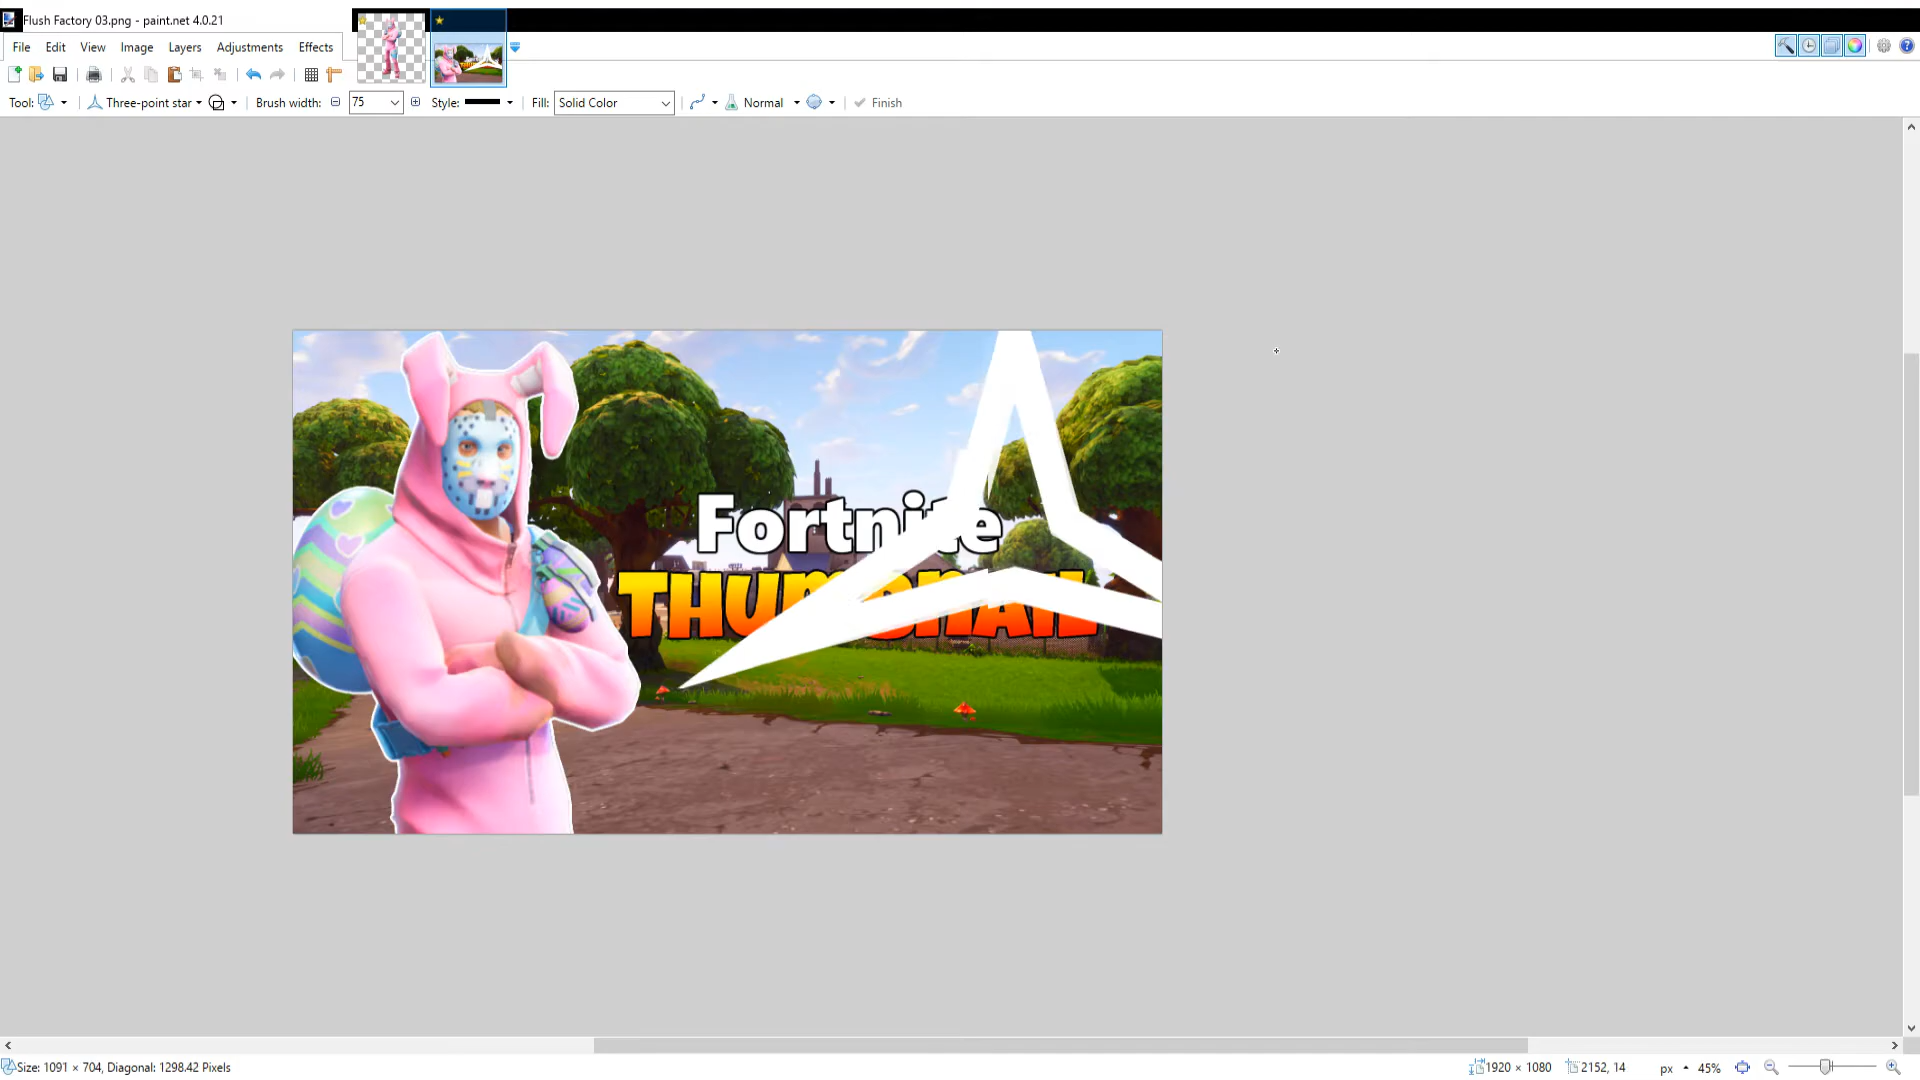 Flush Factory 03.png - paint.net 4.0.21
File Edit View Image Layers Adjustments Effects
Tool: Three-point star Brush width: 75 Style: Fill: Solid Color Normal Finish
Fortnite
THUMBNAIL
Size: 1091 × 704, Diagonal: 1298.42 Pixels 1920 × 1080 2152, 14 px 45%